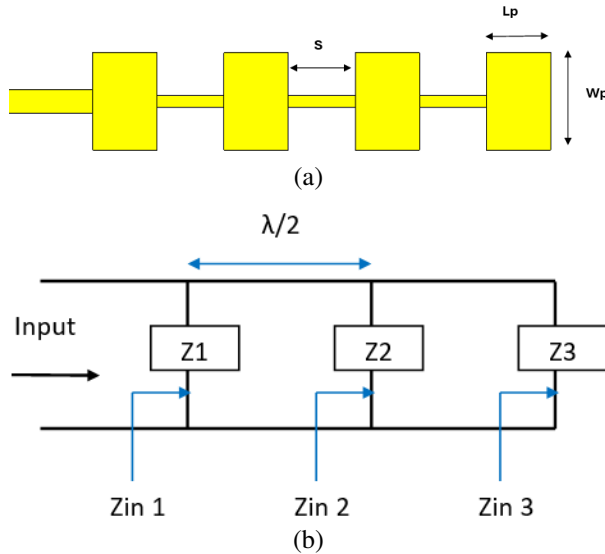 Lp
S
Wp
(a)
λ/2
Input
Z1
Z2
Z3
Zin 1
Zin 2
Zin 3
(b)